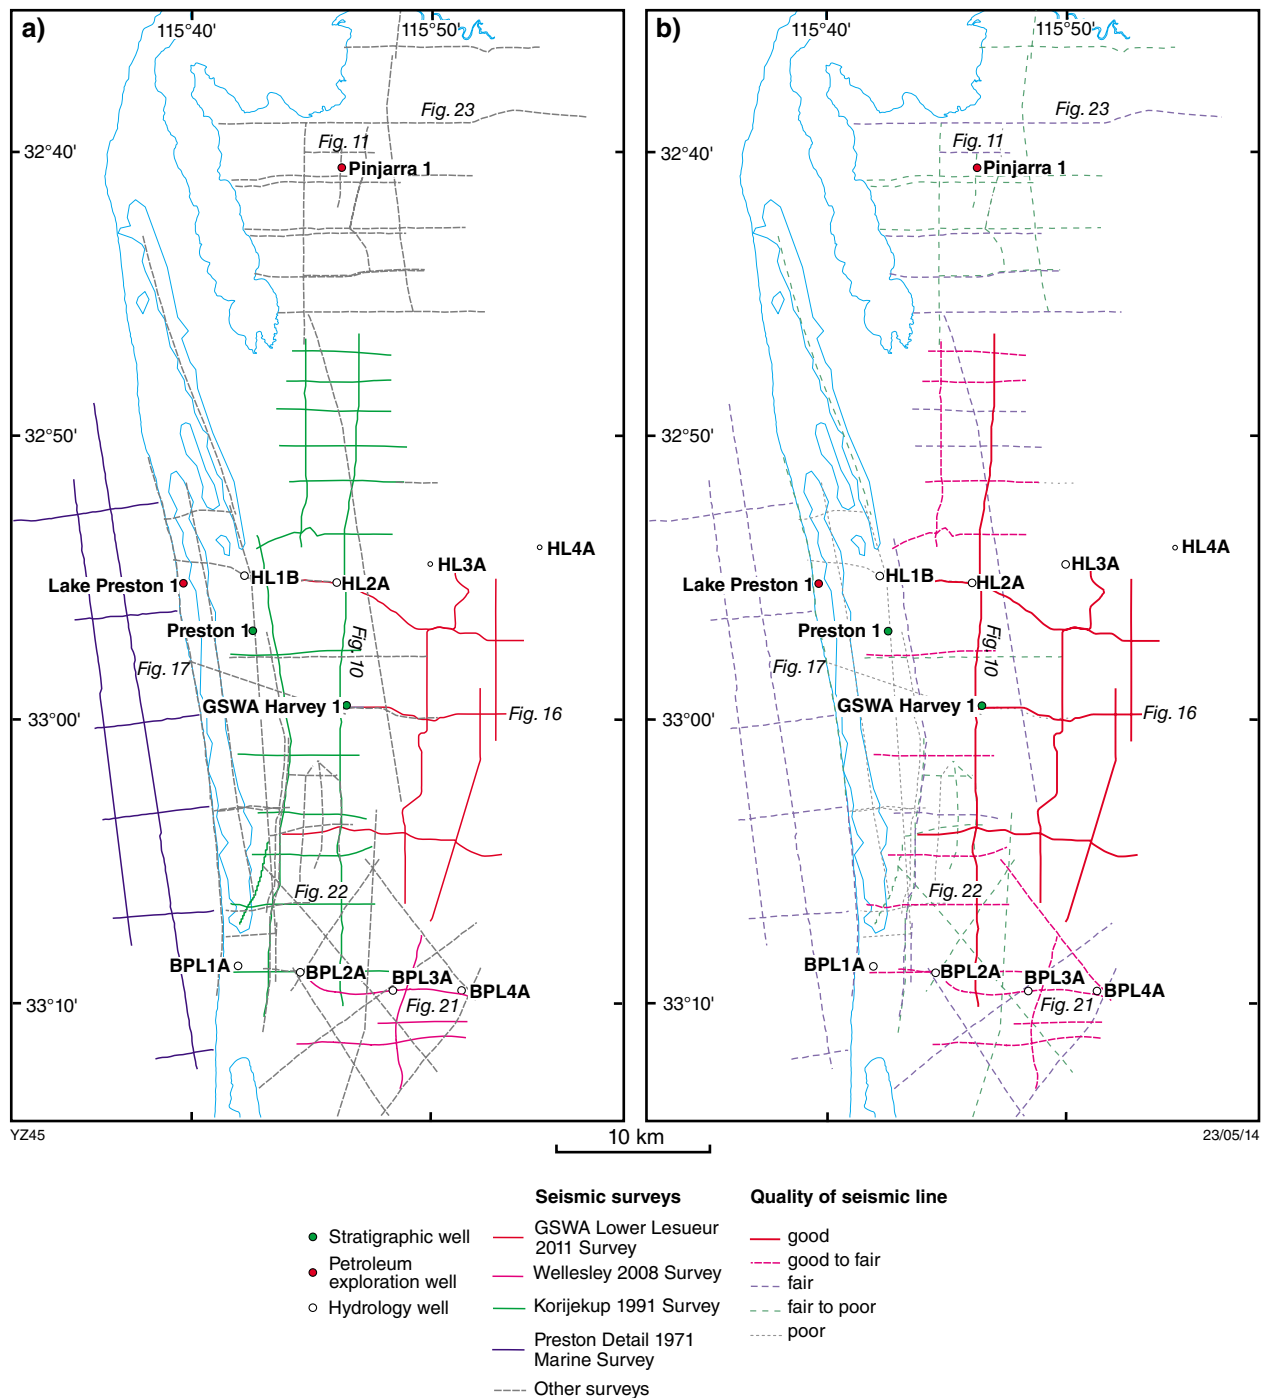 a)
115°40'
115°50'
Fig. 23
Fig. 11
32°40'
Pinjarra 1
32°50'
HL4A
HL3A
HL1B
HL2A
Lake Preston 1
Preston 1
Fig. 10
Fig. 17
GSWA Harvey 1
Fig. 16
33°00'
Fig. 22
BPL1A
BPL2A
BPL3A
BPL4A
Fig. 21
33°10'
b)
115°40'
115°50'
Fig. 23
Fig. 11
32°40'
Pinjarra 1
32°50'
HL4A
HL3A
HL1B
HL2A
Lake Preston 1
Preston 1
Fig. 10
Fig. 17
GSWA Harvey 1
Fig. 16
33°00'
Fig. 22
BPL1A
BPL2A
BPL3A
BPL4A
Fig. 21
33°10'
YZ45
10 km
23/05/14
Stratigraphic well
Petroleum
exploration well
Hydrology well
Seismic surveys
GSWA Lower Lesueur
2011 Survey
Wellesley 2008 Survey
Korijekup 1991 Survey
Preston Detail 1971
Marine Survey
Other surveys
Quality of seismic line
good
good to fair
fair
fair to poor
poor